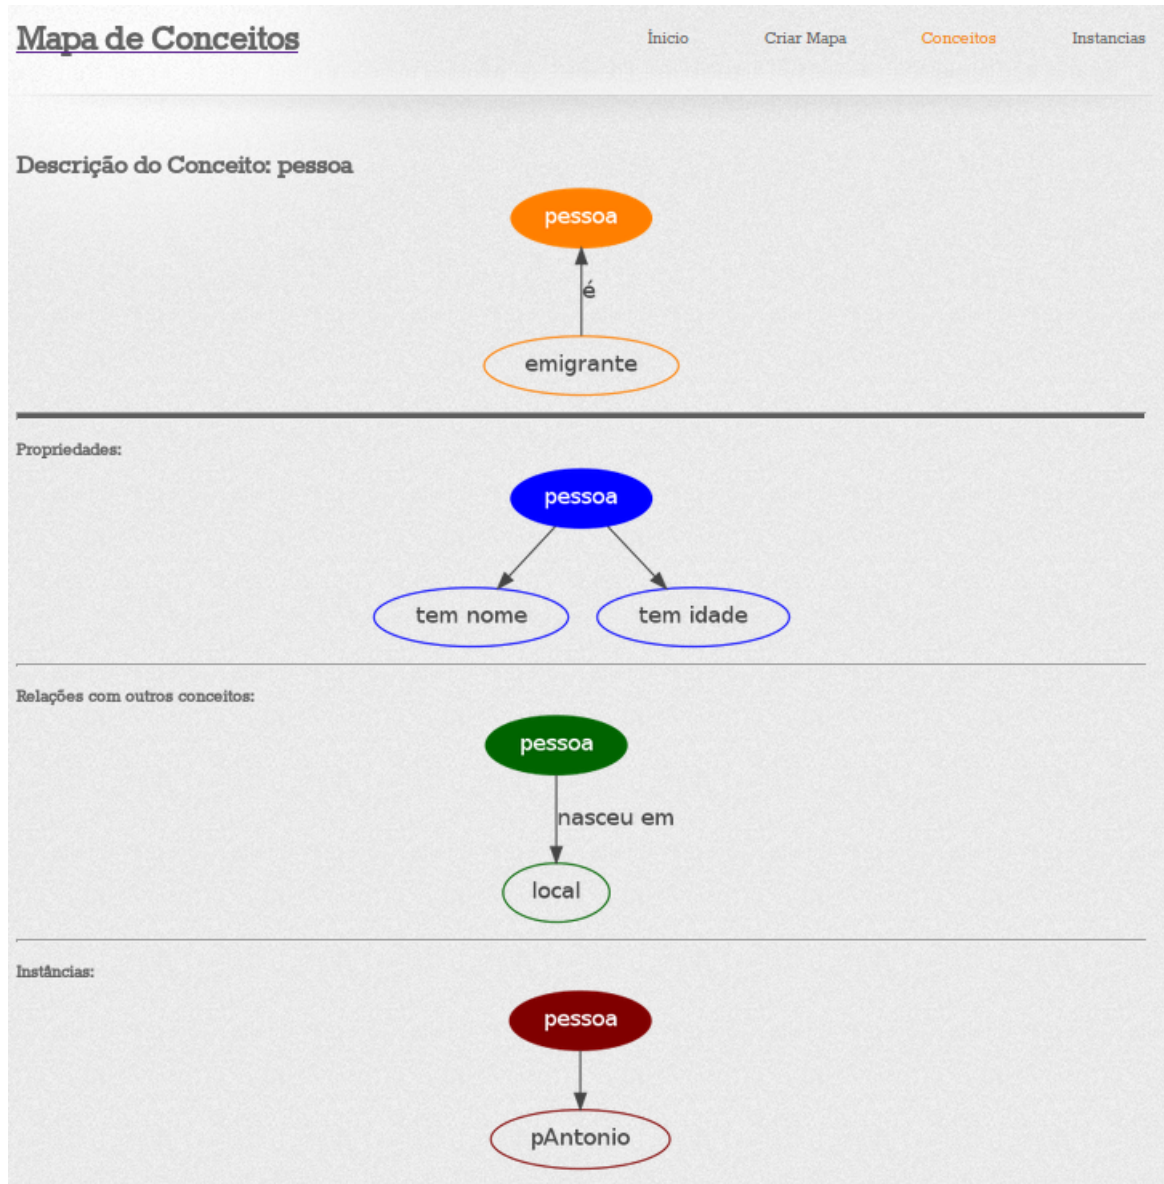 Mapa de Conceitos
Ínicio Criar Mapa Conceitos Instancias
Descrição do Conceito: pessoa
pessoa
é
emigrante
Propriedades:
pessoa
tem nome tem idade
Relações com outros conceitos:
pessoa
nasceu em
local
Instâncias:
pessoa
pAntonio